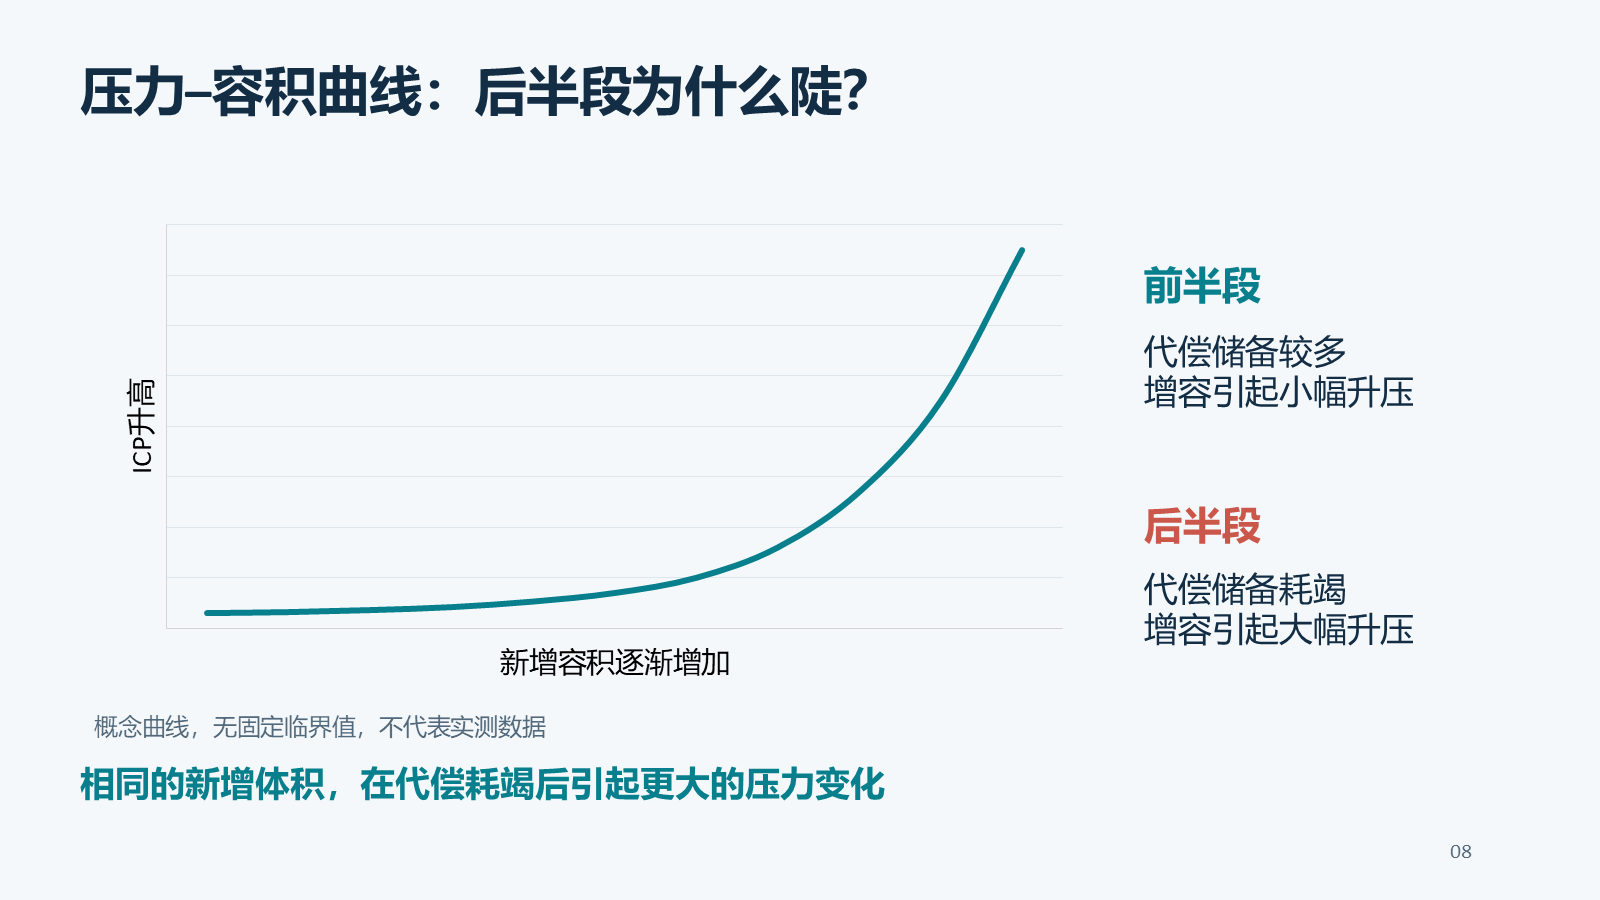 压力–容积曲线：后半段为什么陡？
ICP升高
新增容积逐渐增加
前半段
代偿储备较多
增容引起小幅升压
后半段
代偿储备耗竭
增容引起大幅升压
概念曲线，无固定临界值，不代表实测数据
相同的新增体积，在代偿耗竭后引起更大的压力变化
08